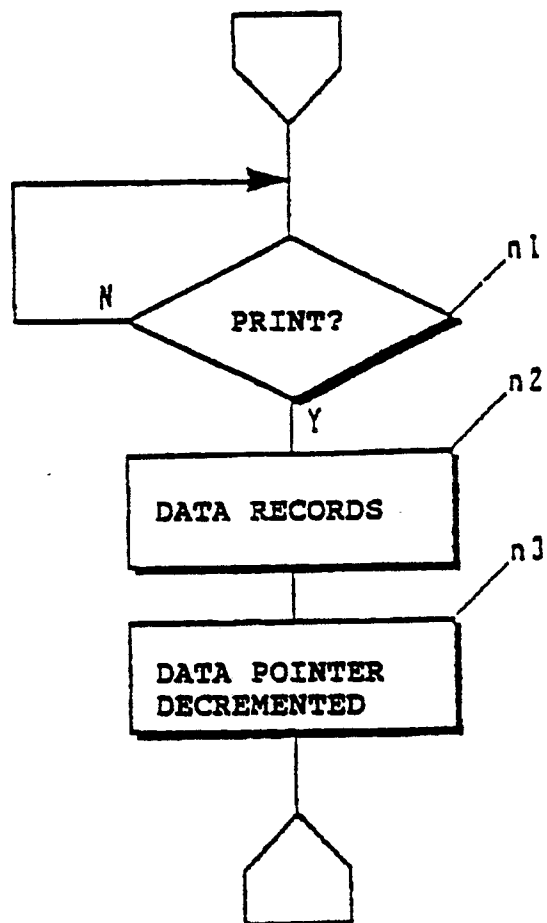 n1
N
PRINT?
Y
n2
DATA RECORDS
n3
DATA POINTER
DECREMENTED